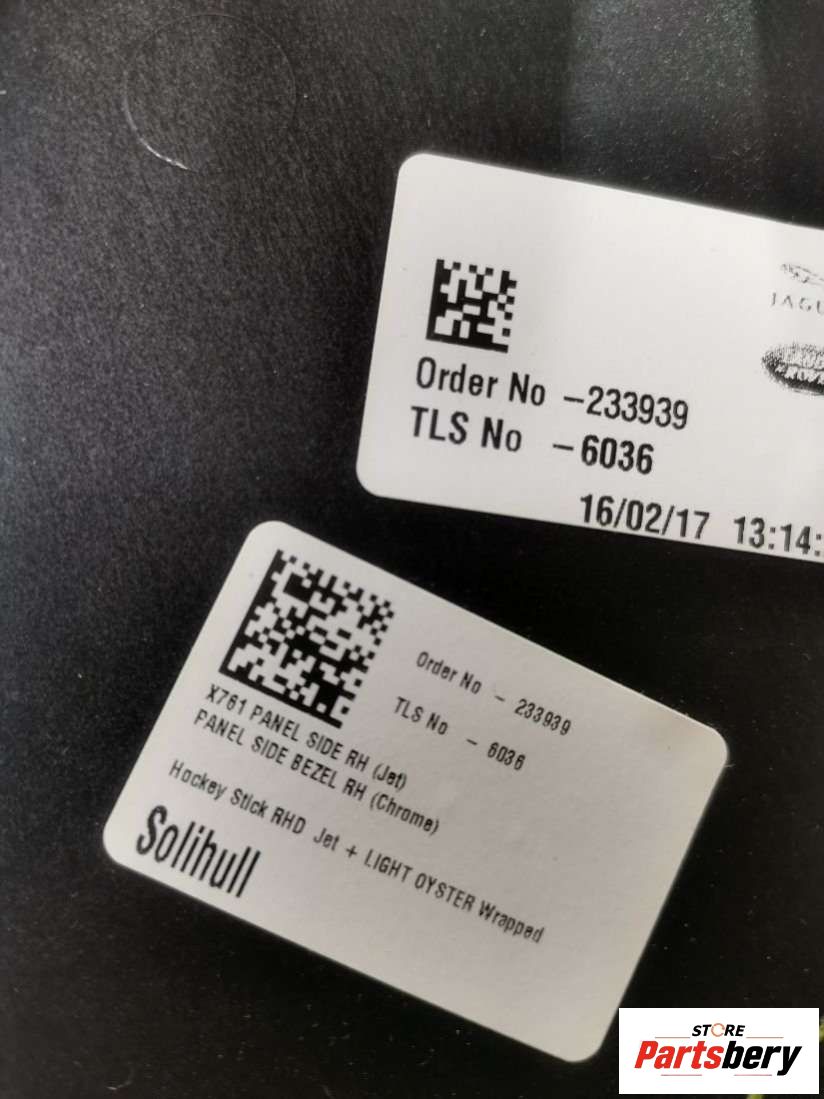 JAGU
Order No -233939
TLS No -6036
16/02/17 13:14:
Order No - 233939
TLS No - 6036
X761 PANEL SIDE RH (Jet)
PANEL SIDE BEZEL RH (Chrome)
Hockey Stick RHD Jet + LIGHT OYSTER Wrapped
Solihull
STORE
Partsbery